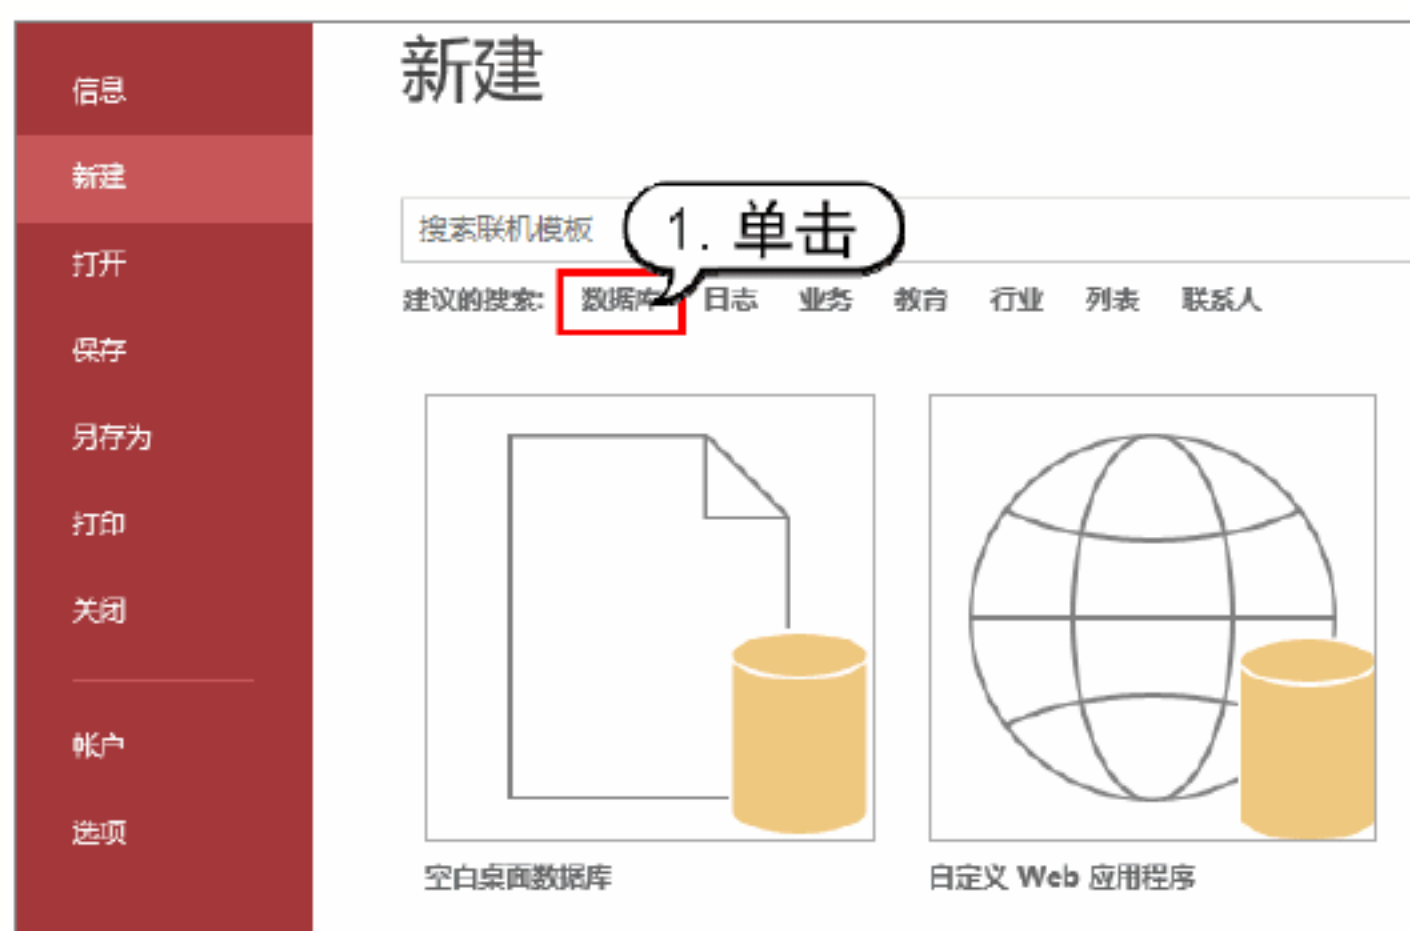 新建
信息
新建
打开
保存
另存为
打印
关闭
帐户
选项
搜索联机模板
1. 单击
建议的搜索: 数据库 日志 业务 教育 行业 列表 联系人
空白桌面数据库
自定义 Web 应用程序